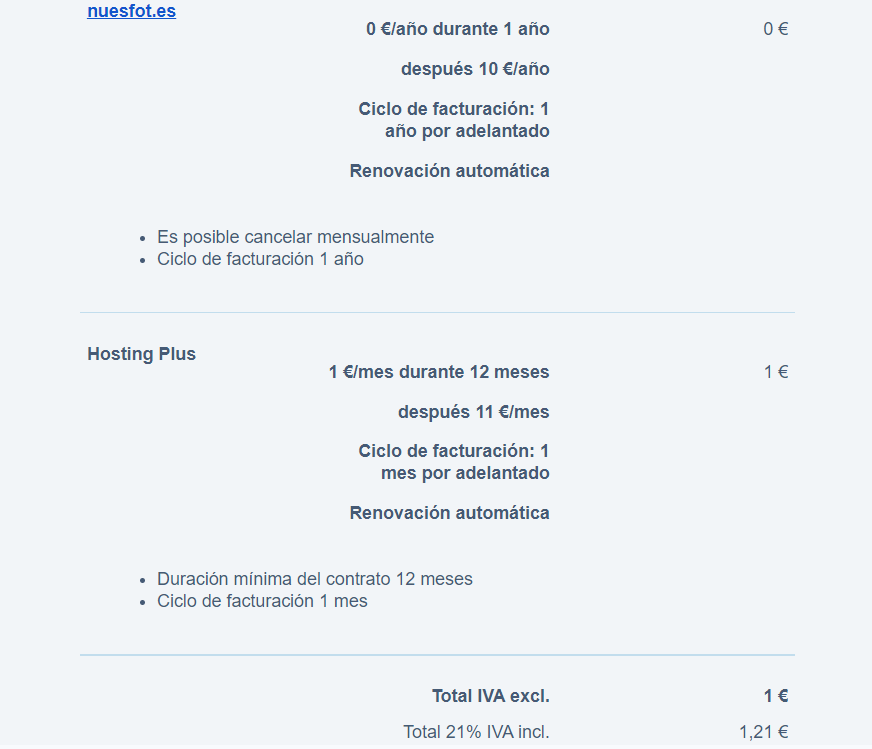 nuesfot.es
0 €/año durante 1 año
0 €
después 10 €/año
Ciclo de facturación: 1
año por adelantado
Renovación automática
• Es posible cancelar mensualmente
• Ciclo de facturación 1 año
Hosting Plus
1 €/mes durante 12 meses
1 €
después 11 €/mes
Ciclo de facturación: 1
mes por adelantado
Renovación automática
• Duración mínima del contrato 12 meses
• Ciclo de facturación 1 mes
Total IVA excl. 1 €
Total 21% IVA incl. 1,21 €